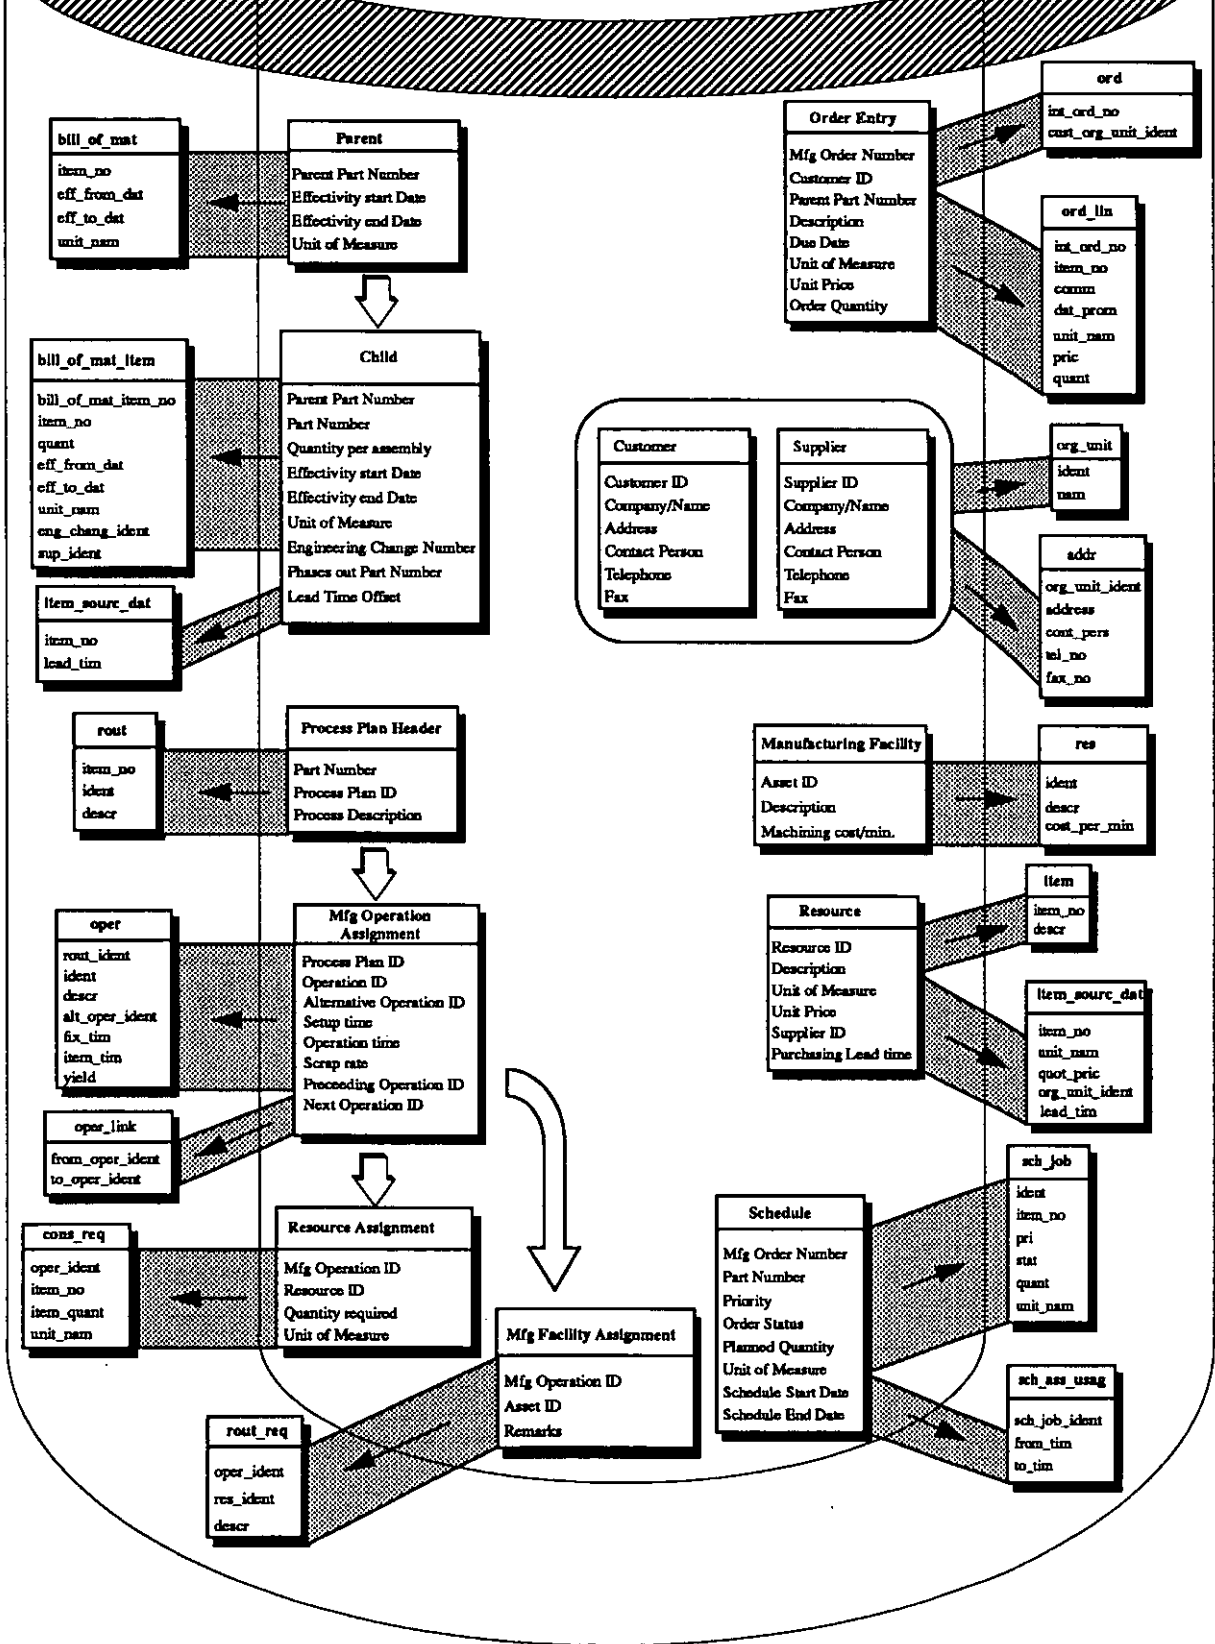 bill_of_mat
item_no
eff_from_dat
eff_to_dat
unit_nam
Parent
Parent Part Number
Effectivity start Date
Effectivity end Date
Unit of Measure
bill_of_mat_item
bill_of_mat_item_no
item_no
quant
eff_from_dat
eff_to_dat
unit_nam
eng_chang_ident
sup_ident
Child
Parent Part Number
Part Number
Quantity per assembly
Effectivity start Date
Effectivity end Date
Unit of Measure
Engineering Change Number
Phases out Part Number
Lead Time Offset
item_sourc_dat
item_no
lead_tim
rout
item_no
ident
descr
Process Plan Header
Part Number
Process Plan ID
Process Description
oper
rout_ident
ident
descr
alt_oper_ident
fix_tim
item_tim
yield
Mfg Operation
Assignment
Process Plan ID
Operation ID
Alternative Operation ID
Setup time
Operation time
Scrap rate
Preceeding Operation ID
Next Operation ID
oper_link
from_oper_ident
to_oper_ident
cons_req
oper_ident
item_no
item_quant
unit_nam
Resource Assignment
Mfg Operation ID
Resource ID
Quantity required
Unit of Measure
Mfg Facility Assignment
Mfg Operation ID
Asset ID
Remarks
rout_req
oper_ident
res_ident
descr
Order Entry
Mfg Order Number
Customer ID
Parent Part Number
Description
Due Date
Unit of Measure
Unit Price
Order Quantity
ord
int_ord_no
cust_org_unit_ident
ord_lin
int_ord_no
item_no
comm
dat_prom
unit_nam
pric
quant
Customer
Customer ID
Company/Name
Address
Contact Person
Telephone
Fax
Supplier
Supplier ID
Company/Name
Address
Contact Person
Telephone
Fax
org_unit
ident
nam
addr
org_unit_ident
address
cont_pers
tel_no
fax_no
Manufacturing Facility
Asset ID
Description
Machining cost/min.
res
ident
descr
cost_per_min
Resource
Resource ID
Description
Unit of Measure
Unit Price
Supplier ID
Purchasing Lead time
item
item_no
descr
item_sourc_dat
item_no
unit_nam
quot_pric
org_unit_ident
lead_tim
Schedule
Mfg Order Number
Part Number
Priority
Order Status
Planned Quantity
Unit of Measure
Schedule Start Date
Schedule End Date
sch_job
ident
item_no
pri
stat
quant
unit_nam
sch_ass_usag
sch_job_ident
from_tim
to_tim